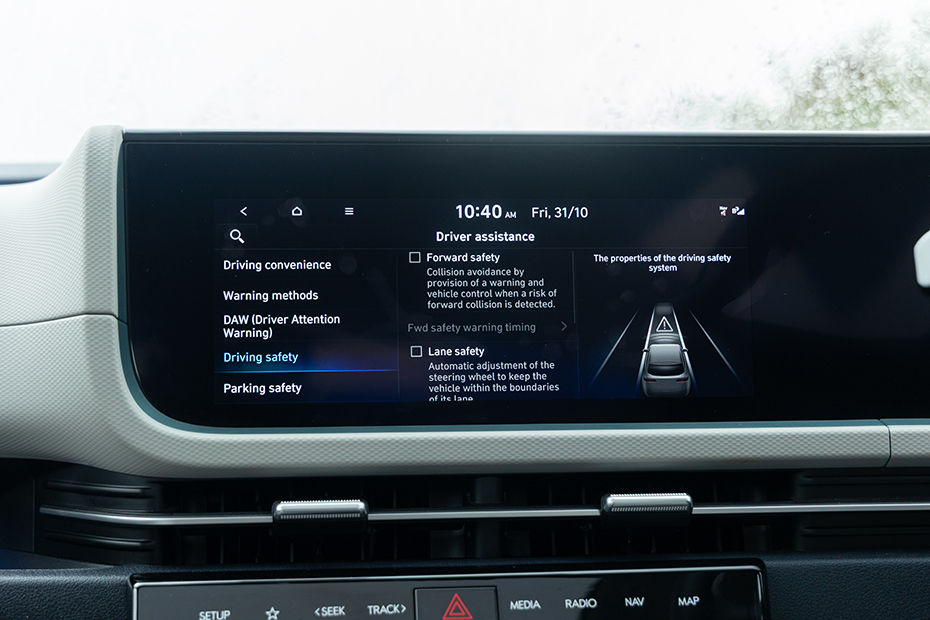 10:40 AM Fri, 31/10
Driver assistance
Driving convenience
Warning methods
DAW (Driver Attention
Warning)
Driving safety
Parking safety
Forward safety
Collision avoidance by
provision of a warning and
vehicle control when a risk of
forward collision is detected.
Fwd safety warning timing
Lane safety
Automatic adjustment of the
steering wheel to keep the
vehicle within the boundaries
of its lane
The properties of the driving safety
system
SETUP ☆ <SEEK TRACK> MEDIA RADIO NAV MAP